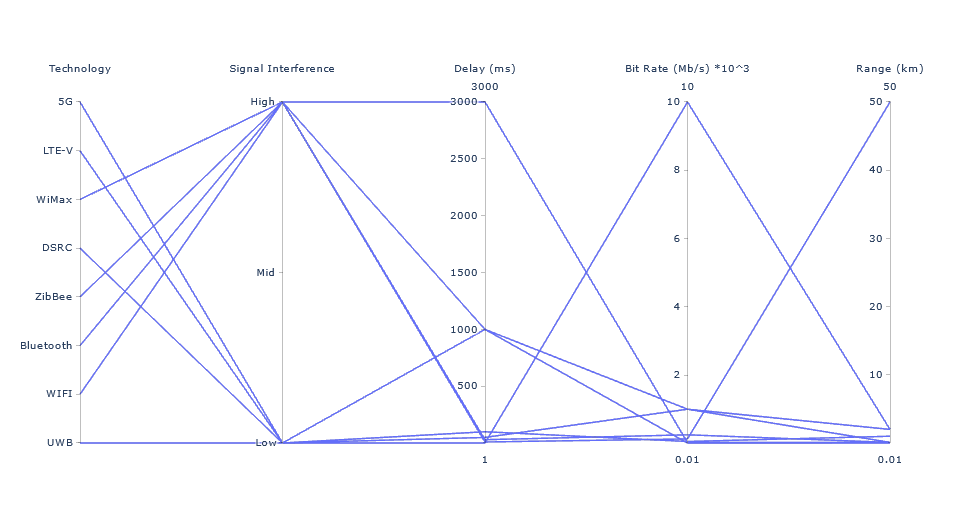 Technology Signal Interference Delay (ms) Bit Rate (Mb/s) *10^3 Range (km)
3000 10 50
5G High 3000 10 50
LTE-V
2500
8 40
WiMax
2000
6 30
DSRC
Mid 1500
ZibBee
4 20
1000
Bluetooth
2 10
500
WIFI
UWB Low
1 0.01 0.01